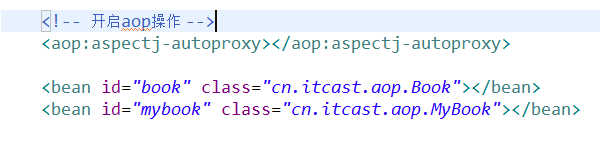 <!-- 开启aop操作 -->
<aop:aspectj-autoproxy></aop:aspectj-autoproxy>
<bean id="book" class="cn.itcast.aop.Book"></bean>
<bean id="mybook" class="cn.itcast.aop.MyBook"></bean>